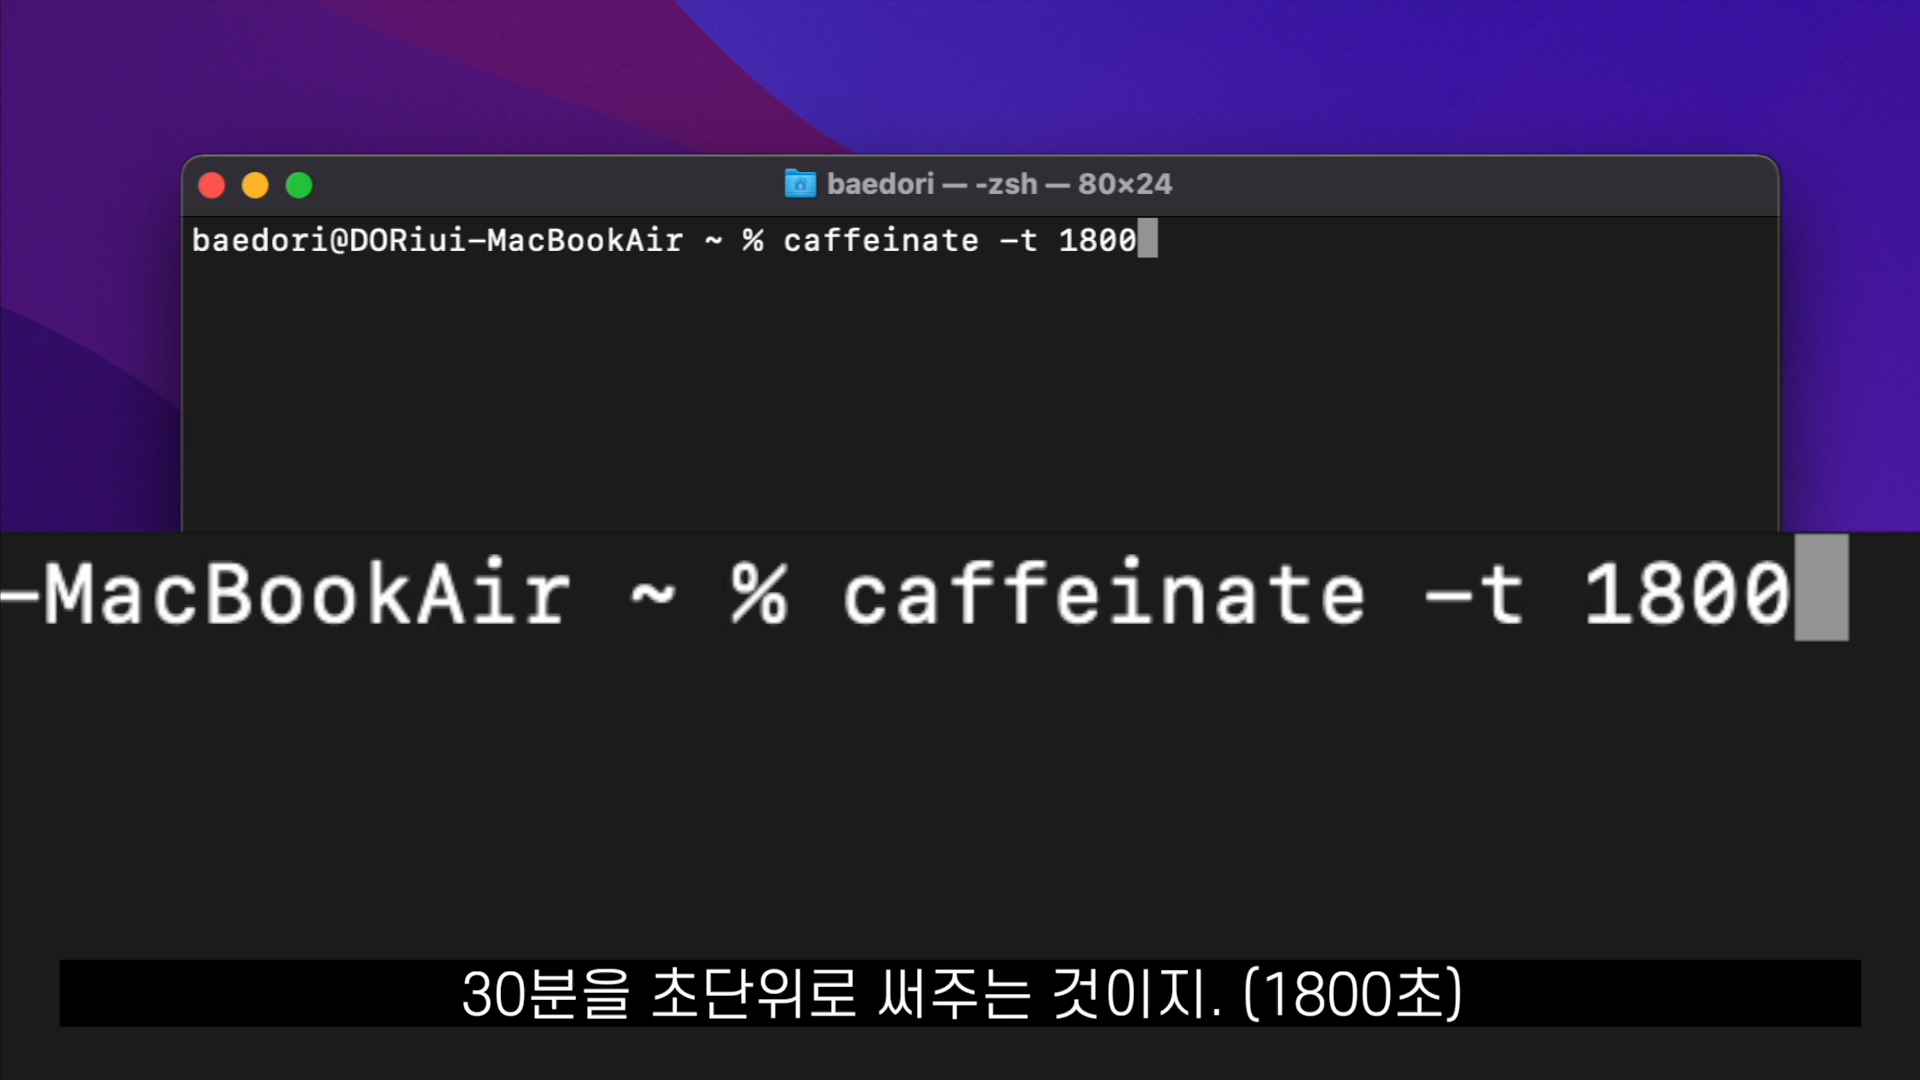 baedori — -zsh — 80×24
baedori@DORiui-MacBookAir ~ % caffeinate -t 1800
-MacBookAir ~ % caffeinate -t 1800
30분을 초단위로 써주는 것이지. (1800초)